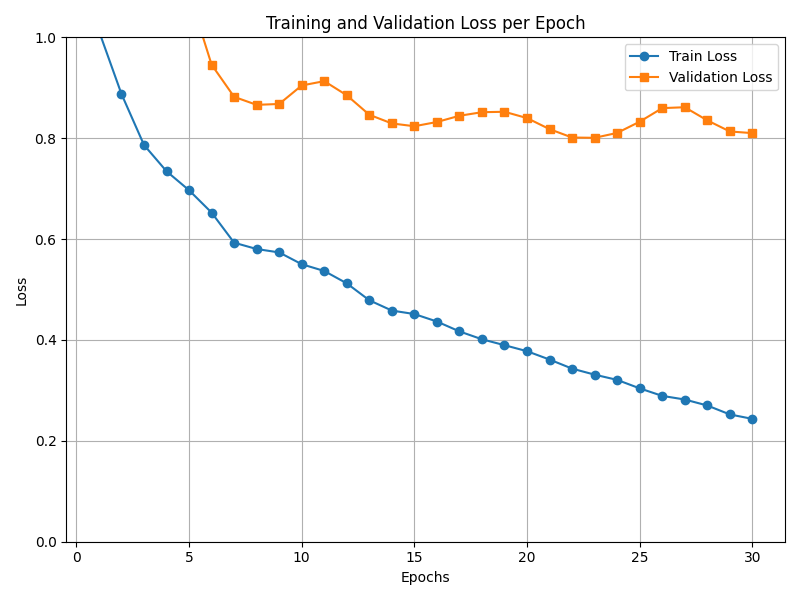 Training and Validation Loss per Epoch
1.0
0.8
0.6
0.4
0.2
0.0
Loss
Train Loss
Validation Loss
0 5 10 15 20 25 30
Epochs